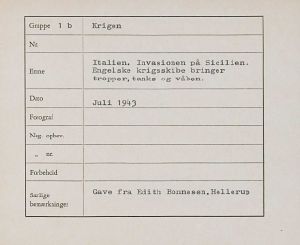 Gruppe 1 b Krigen
Nr.
Emne Italien. Invasionen på Sicilien.
Engelske krigsskibe bringer
tropper, tanks og våben.
Dato Juli 1943
Fotograf
Neg. opbev.
„ nr.
Forbehold
Særlige bemærkninger Gave fra Edith Bonnesen, Hellerup